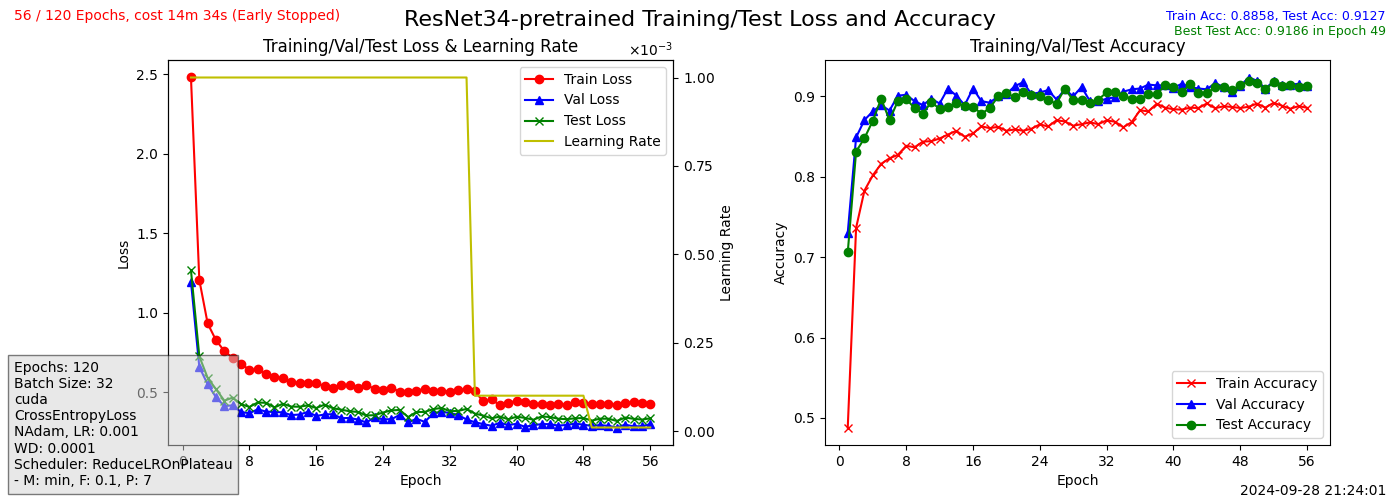 56 / 120 Epochs, cost 14m 34s (Early Stopped)
ResNet34-pretrained Training/Test Loss and Accuracy
Train Acc: 0.8858, Test Acc: 0.9127
Best Test Acc: 0.9186 in Epoch 49
Training/Val/Test Loss & Learning Rate
×10⁻³
Train Loss
Val Loss
Test Loss
Learning Rate
2.5
2.0
1.5
1.0
0.5
Loss
1.00
0.75
0.50
0.25
0.00
Learning Rate
0 8 16 24 32 40 48 56
Epoch
Epochs: 120
Batch Size: 32
cuda
CrossEntropyLoss
NAdam, LR: 0.001
WD: 0.0001
Scheduler: ReduceLROnPlateau
- M: min, F: 0.1, P: 7
Training/Val/Test Accuracy
0.9
0.8
0.7
0.6
0.5
Accuracy
Train Accuracy
Val Accuracy
Test Accuracy
0 8 16 24 32 40 48 56
Epoch
2024-09-28 21:24:01